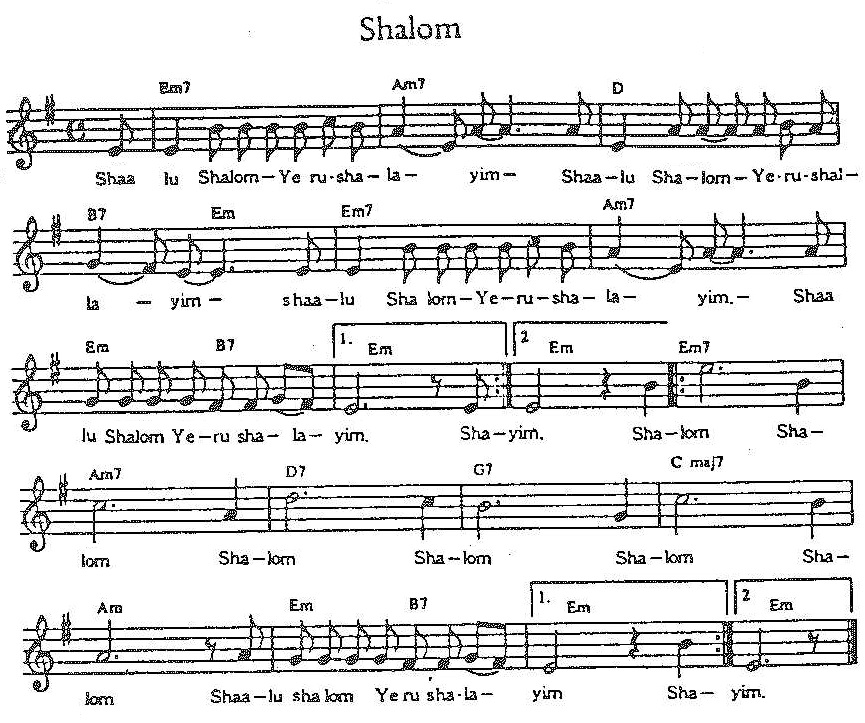 Shalom
Em7 Am7 D
Shaa lu Shalom-Ye ru-sha-la- yim- Shaa-lu Sha-lom-Ye-ru-shal-
B7 Em Em7 Am7
la - yim- shaa-lu Sha lom-Ye-ru-sha-la- yim.- Shaa
Em B7 1. Em 2 Em Em7
lu Shalom Ye-ru sha- la- yim. Sha-yim. Sha-lom Sha-
Am7 D7 G7 C maj7
lom Sha-lom Sha-lom Sha-lom Sha-
Am Em B7 1. Em 2 Em
lom Shaa-lu sha lom Ye ru sha-la- yim Sha- yim.